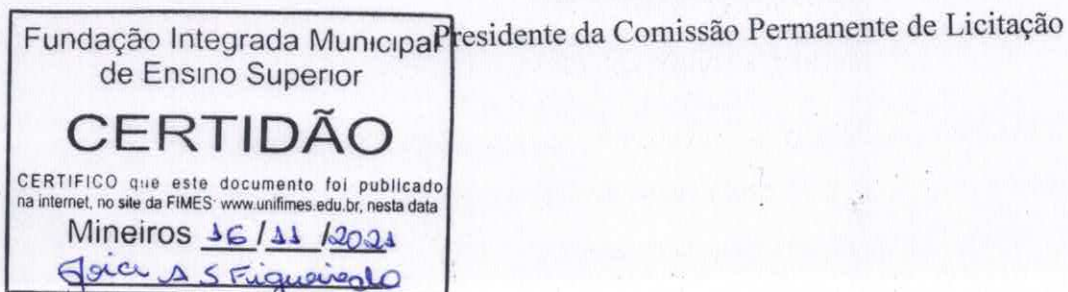 Fundação Integrada Municipal
Presidente da Comissão Permanente de Licitação
de Ensino Superior
CERTIDÃO
CERTIFICO que este documento foi publicado
na internet, no site da FIMES: www.unifimes.edu.br, nesta data
Mineiros 16/11/2021
A S Figueiredo